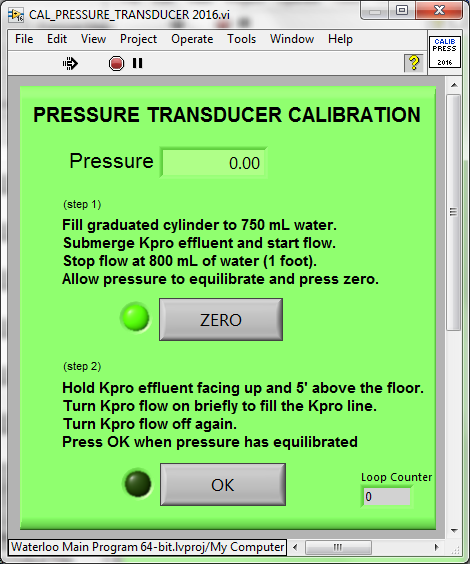 CAL_PRESSURE_TRANSDUCER 2016.vi
File Edit View Project Operate Tools Window Help
CALIB
PRESS
2016
?
PRESSURE TRANSDUCER CALIBRATION
Pressure 0.00
(step 1)
Fill graduated cylinder to 750 mL water.
Submerge Kpro effluent and start flow.
Stop flow at 800 mL of water (1 foot).
Allow pressure to equilibrate and press zero.
ZERO
(step 2)
Hold Kpro effluent facing up and 5' above the floor.
Turn Kpro flow on briefly to fill the Kpro line.
Turn Kpro flow off again.
Press OK when pressure has equilibrated
OK
Loop Counter
0
Waterloo Main Program 64-bit.lvproj/My Computer